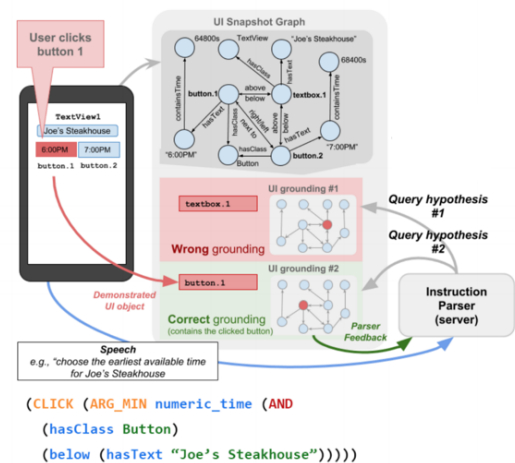 User clicks
button 1
UI Snapshot Graph
64800s
TextView
"Joe's Steakhouse"
68400s
containsTime
hasClass
hasText
containsTime
button.1
above
below
textbox.1
hasText
hasClass
right/left
next to
above
below
hasText
"6:00PM"
hasClass
Button
button.2
"7:00PM"
TextView1
Joe's Steakhouse
6:00PM
7:00PM
button.1
button.2
UI grounding #1
textbox.1
Wrong grounding
Query hypothesis
#1
UI grounding #2
button.1
Correct grounding
(contains the clicked button)
Query hypothesis
#2
Demonstrated
UI object
Parser
Feedback
Instruction
Parser
(server)
Speech
e.g., "choose the earliest available time
for Joe's Steakhouse
(CLICK (ARG_MIN numeric_time (AND
(hasClass Button)
(below (hasText “Joe’s Steakhouse”)))))